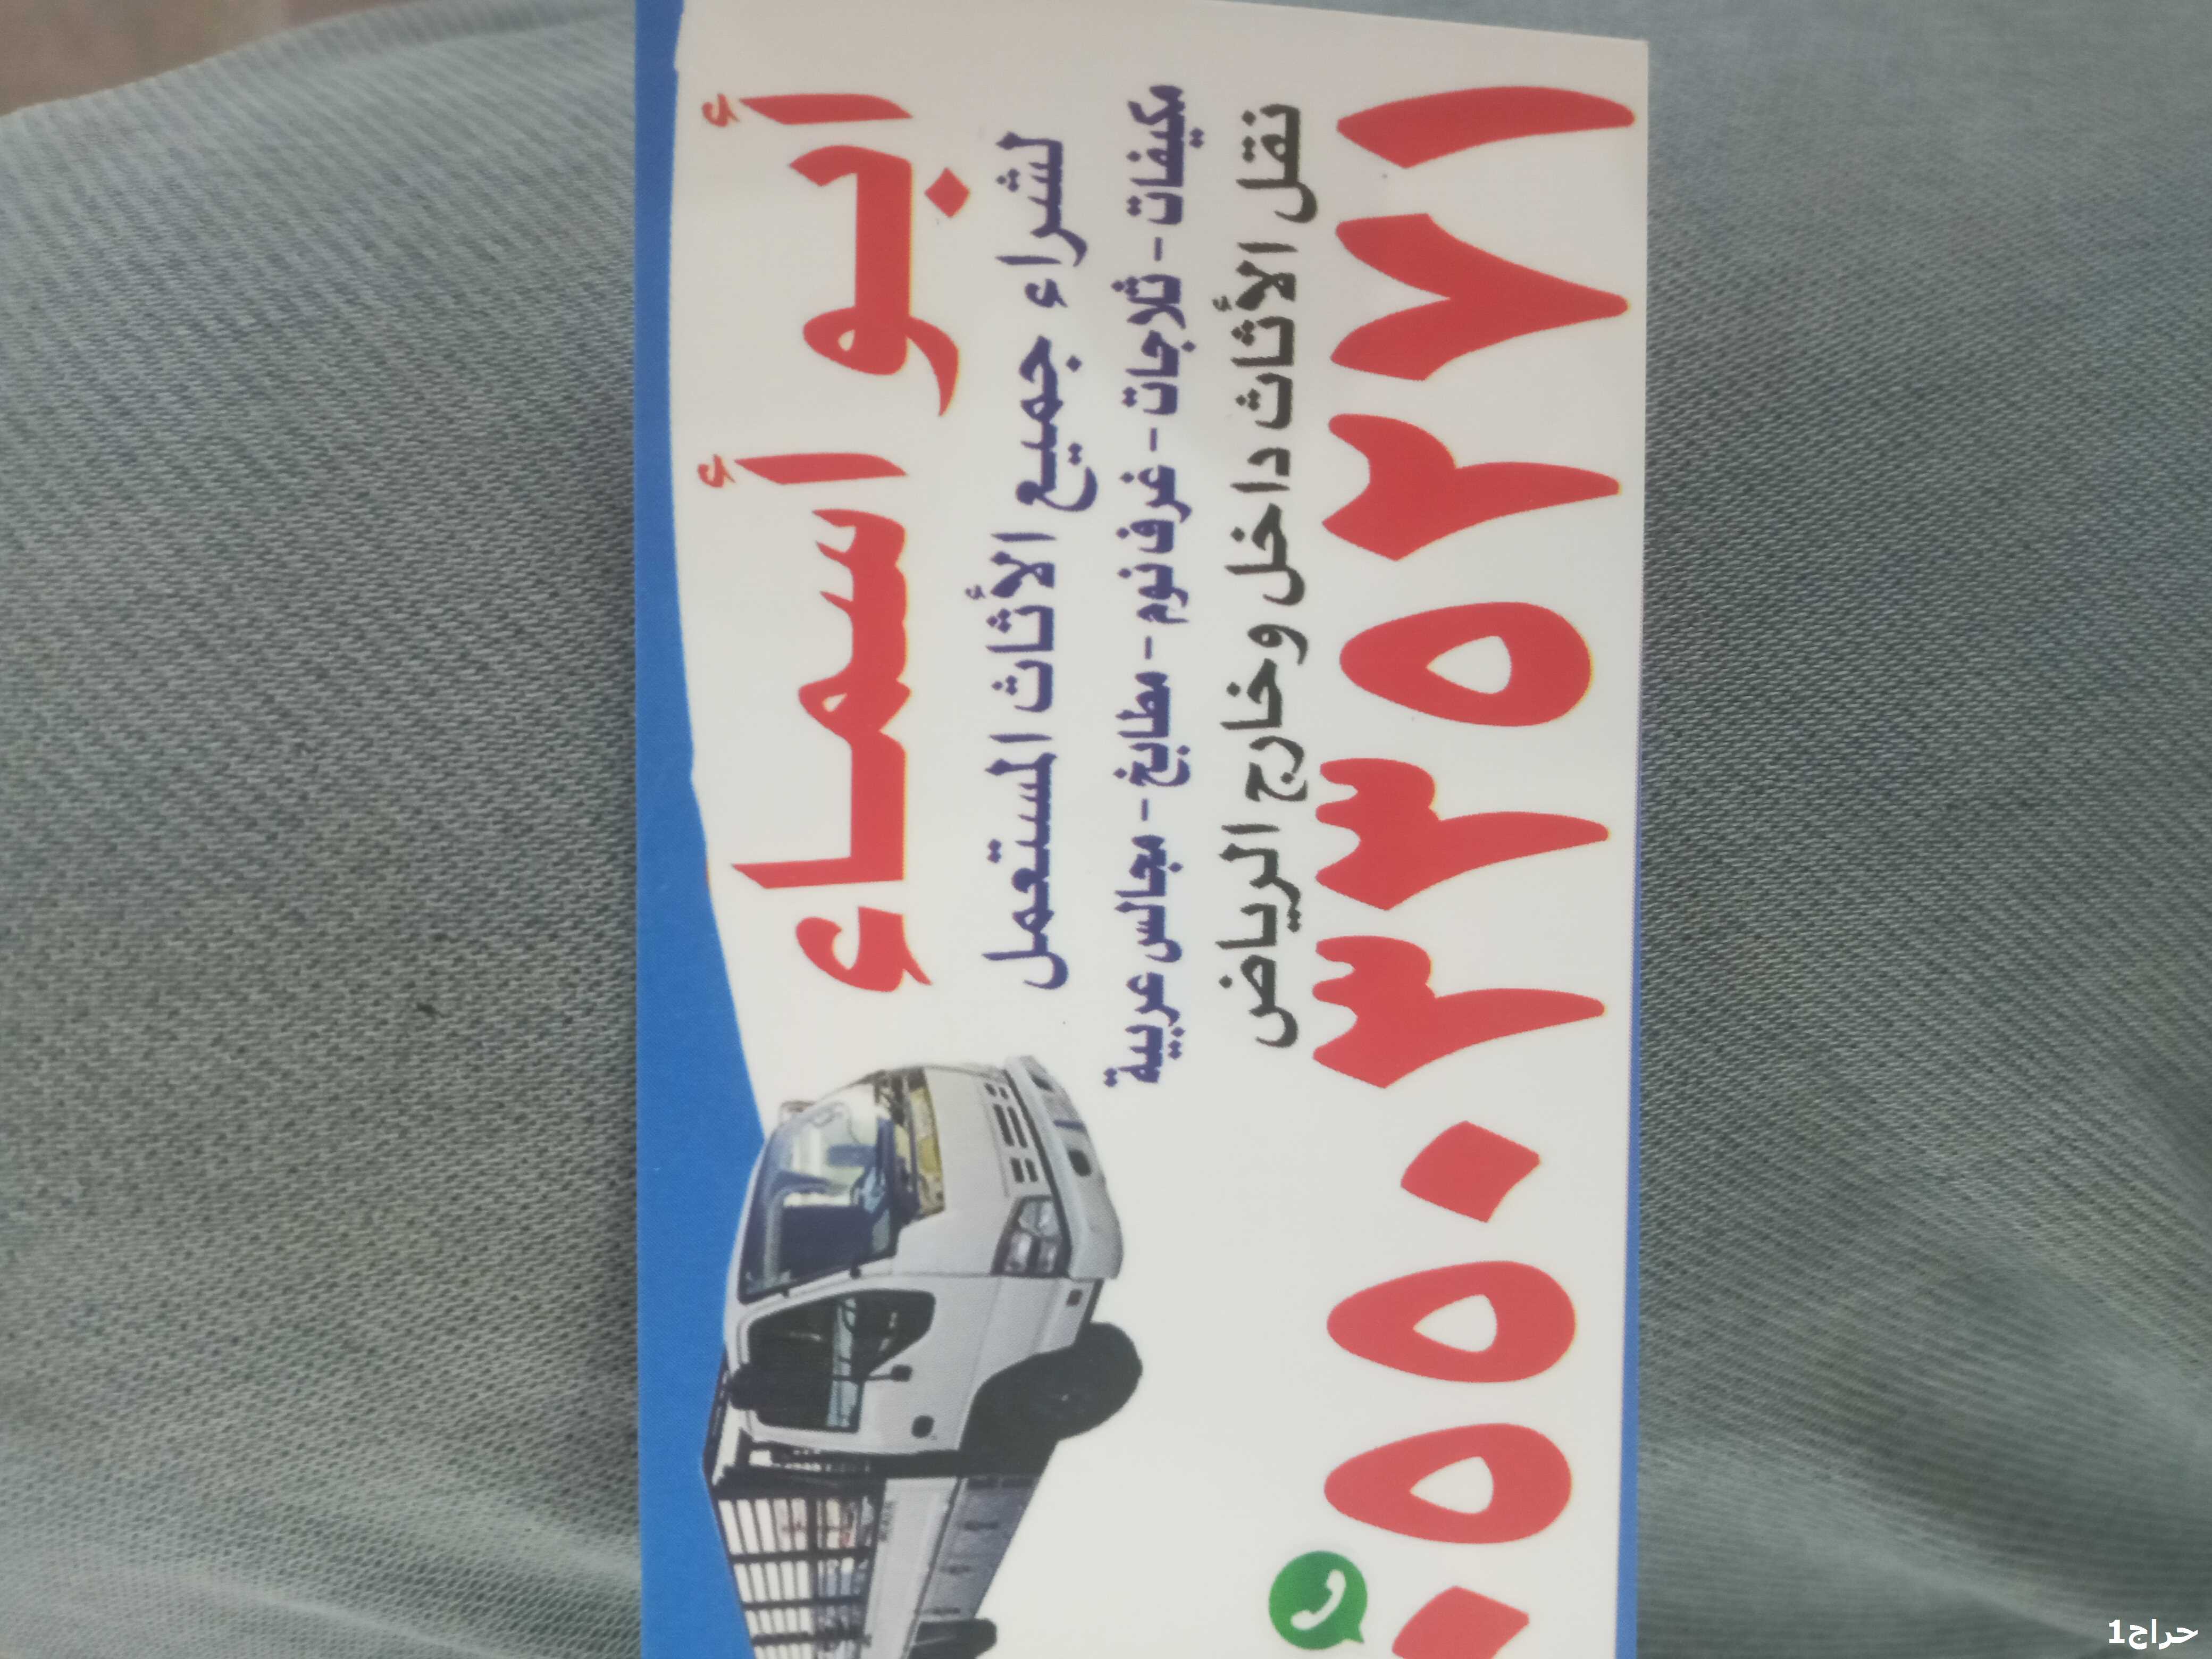 أبو أسماء
لشراء جميع الأثاث المستعمل
مكيفات - ثلاجات - غرف نوم - مطابخ - مجالس عربية
نقل الأثاث داخل وخارج الرياض
٠٥٥٠٣٣٥٢٧١
حراج1